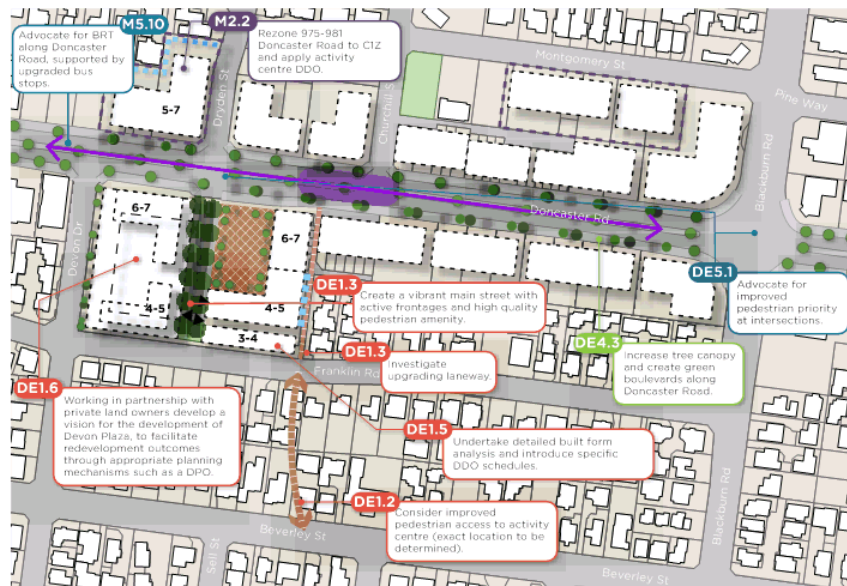 M5.10
Advocate for BRT
along Doncaster
Road, supported by
upgraded bus
stops.
M2.2
Rezone 975-981
Doncaster Road to C1Z
and apply activity
centre DDO.
Dryden St
Churchill S
Montgomery St
Pine Way
Blackburn Rd
5-7
Doncaster Rd
6-7
6-7
Devon Dr
4-5
4-5
3-4
DE5.1
Advocate for
improved
pedestrian priority
at intersections.
DE1.3
Create a vibrant main street with
active frontages and high quality
pedestrian amenity.
DE1.3
Investigate
upgrading laneway.
Franklin Rd
DE4.3
Increase tree canopy
and create green
boulevards along
Doncaster Road.
DE1.6
Working in partnership with
private land owners develop a
vision for the development of
Devon Plaza, to facilitate
redevelopment outcomes
through appropriate planning
mechanisms such as a DPO.
DE1.5
Undertake detailed built form
analysis and introduce specific
DDO schedules.
DE1.2
Consider improved
pedestrian access to activity
centre (exact location to be
determined).
Blackburn Rd
Beverley St
Sell St
Beverley St